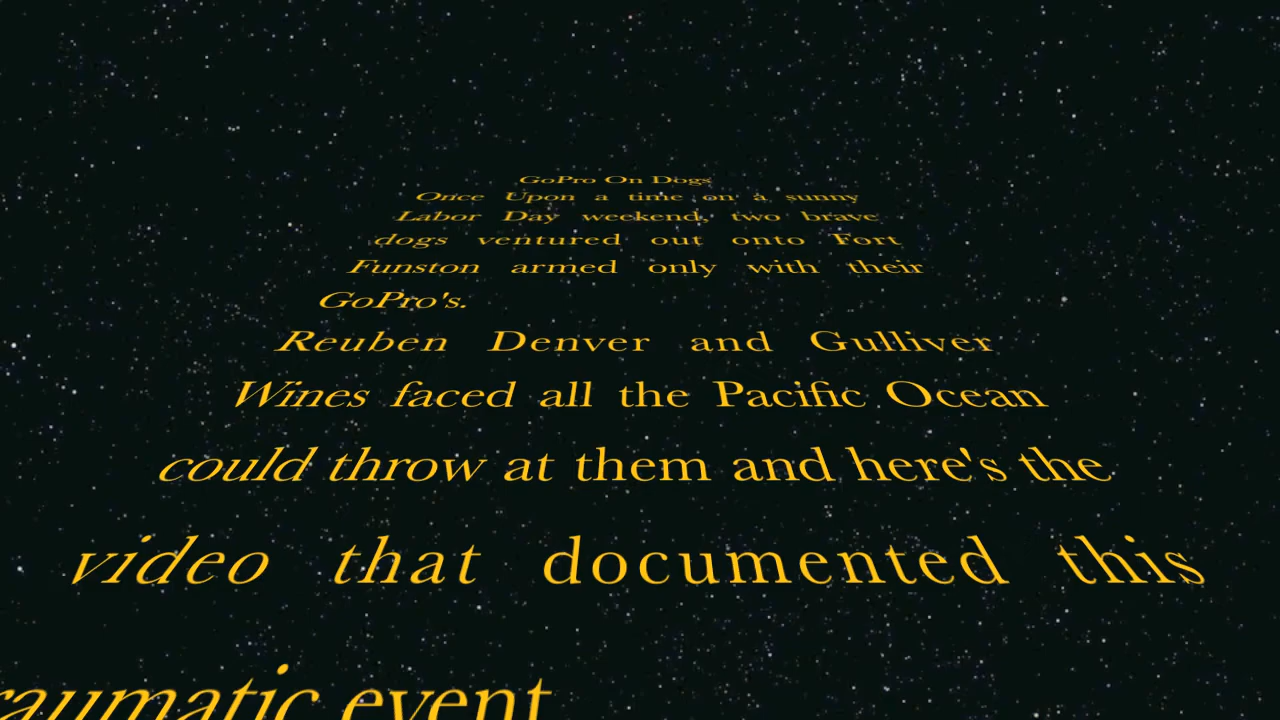 GoPro On Dogs
Once Upon a time on a sunny
Labor Day weekend, two brave
dogs ventured out onto Fort
Funston armed only with their
GoPro's.
Reuben Denver and Gulliver
Wines faced all the Pacific Ocean
could throw at them and here's the
video that documented this
raumatic event